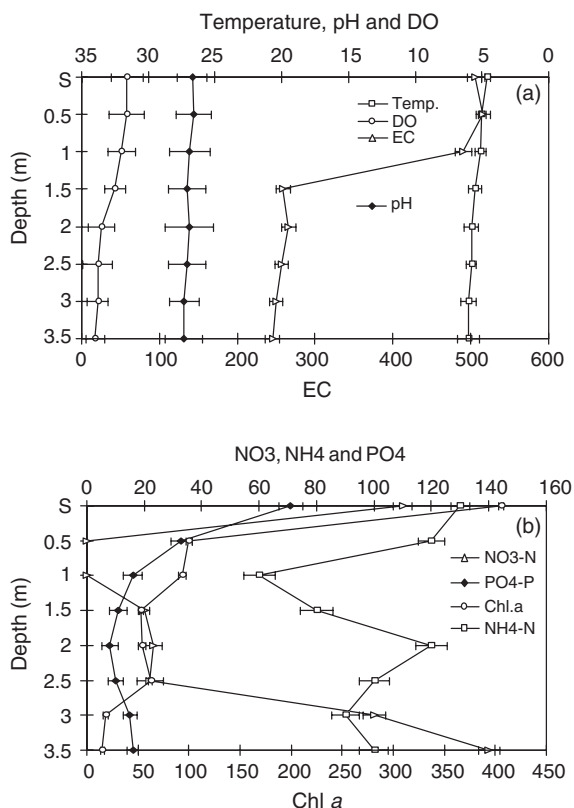 Temperature, pH and DO
35 30 25 20 15 10 5 0
(a)
S
0.5
1
1.5
2
2.5
3
3.5
Depth (m)
Temp.
DO
EC
pH
0 100 200 300 400 500 600
EC
NO3, NH4 and PO4
0 20 40 60 80 100 120 140 160
(b)
S
0.5
1
1.5
2
2.5
3
3.5
Depth (m)
NO3-N
PO4-P
Chl.a
NH4-N
0 50 100 150 200 250 300 350 400 450
Chl a